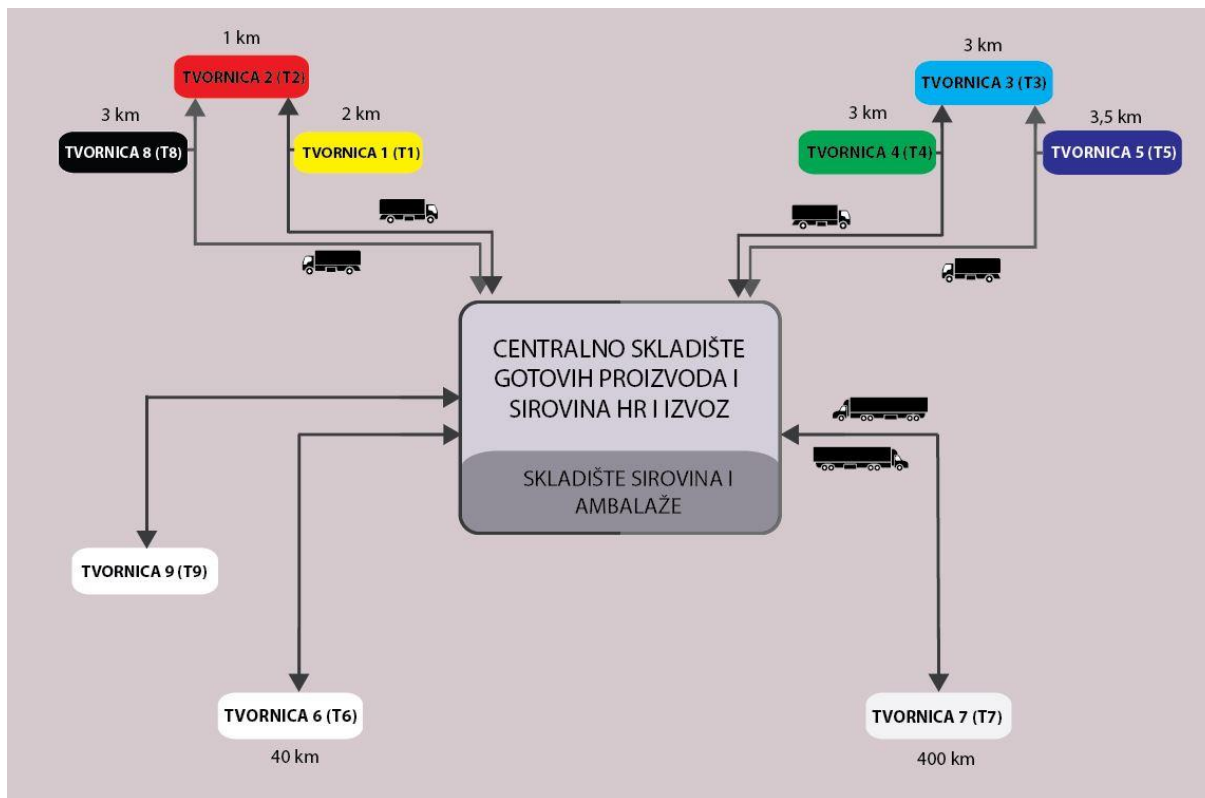 1 km
TVORNICA 2 (T2)
3 km
TVORNICA 8 (T8)
2 km
TVORNICA 1 (T1)
3 km
TVORNICA 3 (T3)
3 km
TVORNICA 4 (T4)
3,5 km
TVORNICA 5 (T5)
CENTRALNO SKLADIŠTE
GOTOVIH PROIZVODA I
SIROVINA HR I IZVOZ
SKLADIŠTE SIROVINA I
AMBALAŽE
TVORNICA 9 (T9)
TVORNICA 6 (T6)
40 km
TVORNICA 7 (T7)
400 km